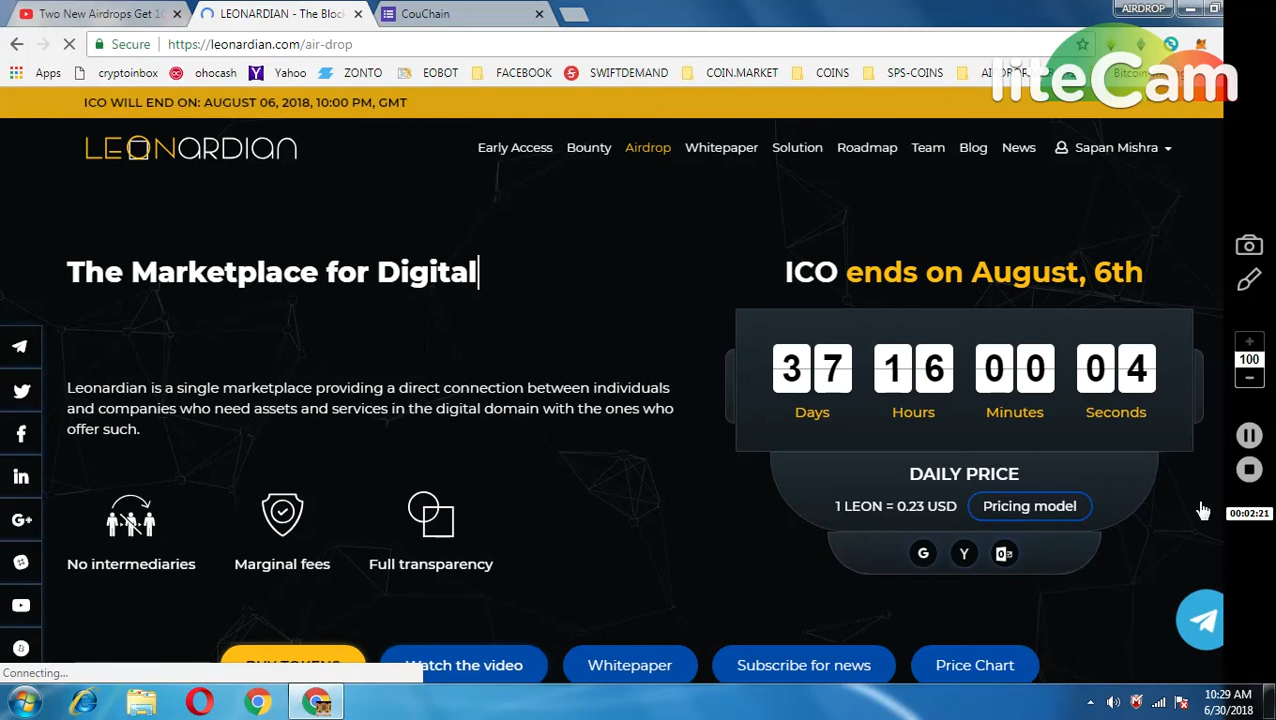 Two New Airdrops Get 10
LEONARDIAN - The Bloc
CouChain
AIRDROP
Secure
https://leonardian.com/air-drop
Apps
cryptoinbox
ohocash
Yahoo
ZONTO
EOBOT
FACEBOOK
SWIFTDEMAND
COIN.MARKET
COINS
SPS-COINS
liteCam
ICO WILL END ON: AUGUST 06, 2018, 10:00 PM, GMT
LEONARDIAN
Early Access
Bounty
Airdrop
Whitepaper
Solution
Roadmap
Team
Blog
News
Sapan Mishra
The Marketplace for Digital
ICO ends on August, 6th
37 16 00 04
Days Hours Minutes Seconds
Leonardian is a single marketplace providing a direct connection between individuals
and companies who need assets and services in the digital domain with the ones who
offer such.
100
DAILY PRICE
1 LEON = 0.23 USD
Pricing model
00:02:21
No intermediaries
Marginal fees
Full transparency
BUY TOKENS
Watch the video
Whitepaper
Subscribe for news
Price Chart
Connecting...
10:29 AM
6/30/2018